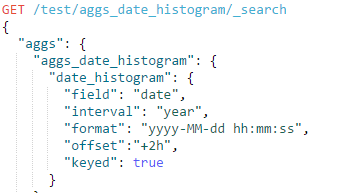 GET /test/aggs_date_histogram/_search
{
  "aggs": {
    "aggs_date_histogram": {
      "date_histogram": {
        "field": "date",
        "interval": "year",
        "format": "yyyy-MM-dd hh:mm:ss",
        "offset":"+2h",
        "keyed": true
      }
    }